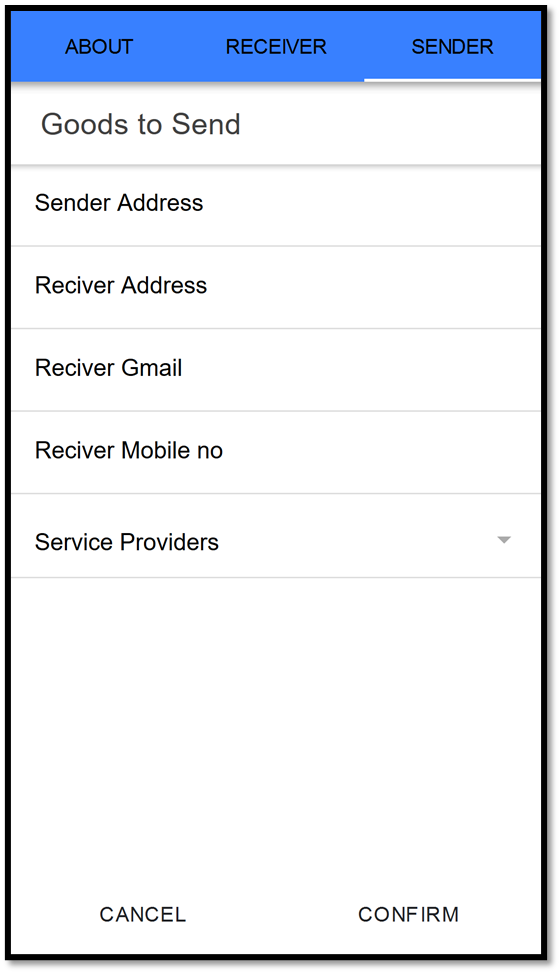 ABOUT RECEIVER SENDER
Goods to Send
Sender Address
Reciver Address
Reciver Gmail
Reciver Mobile no
Service Providers
CANCEL CONFIRM